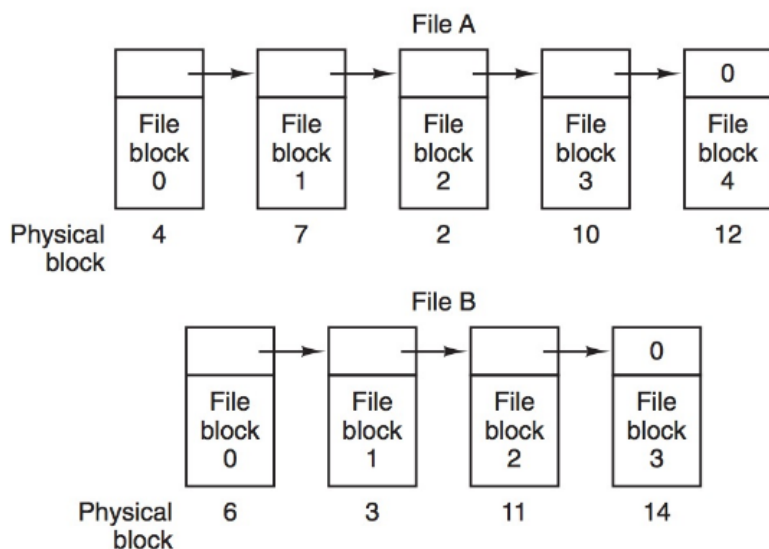 File A
0
File block 0
File block 1
File block 2
File block 3
File block 4
Physical block
4 7 2 10 12
File B
0
File block 0
File block 1
File block 2
File block 3
Physical block
6 3 11 14